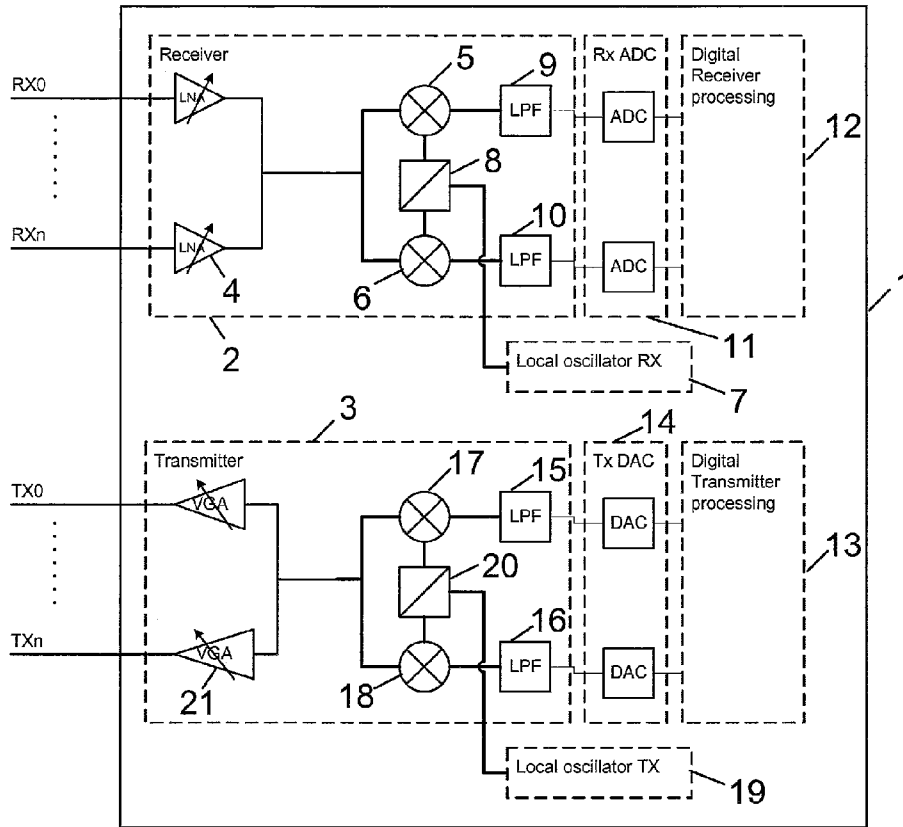 Receiver
5
9
Rx ADC
Digital
Receiver
processing
RX0
LNA
LPF
ADC
12
8
10
RXn
LNA
4
6
LPF
ADC
1
2
11
Local oscillator RX
7
3
14
Transmitter
17
15
Tx DAC
Digital
Transmitter
processing
TX0
VGA
LPF
DAC
20
13
16
TXn
VGA
21
18
LPF
DAC
Local oscillator TX
19